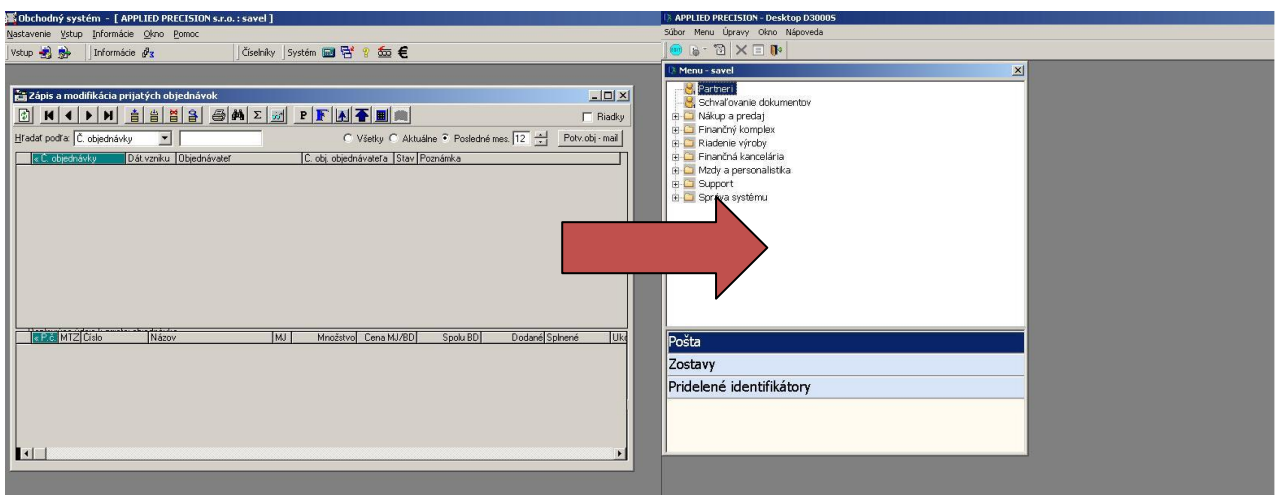 Obchodný systém - [ APPLIED PRECISION s.r.o. : savel ]
Nastavenie Vstup Informácie Okno Pomoc
Vstup Informácie Číselníky Systém €
Zápis a modifikácia prijatých objednávok
Σ P F Riadky
Hľadať podľa: Č. objednávky Všetky Aktuálne Posledné mes. 12 Potv.obj - mail
« Č. objednávky Dát.vzniku Objednávateľ Č. obj. objednávateľa Stav Poznámka
« P.č. MTZ Číslo Názov MJ Množstvo Cena MJ/BD Spolu BD Dodané Splnené Uko
APPLIED PRECISION - Desktop D3000S
Súbor Menu Úpravy Okno Nápoveda
Menu - savel
Partneri
Schvaľovanie dokumentov
Nákup a predaj
Finančný komplex
Riadenie výroby
Finančná kancelária
Mzdy a personalistika
Support
Správa systému
Pošta
Zostavy
Pridelené identifikátory